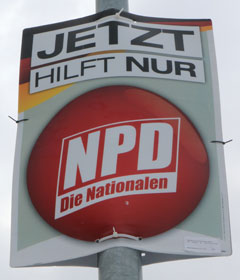 JETZT
HILFT NUR
NPD
Die Nationalen